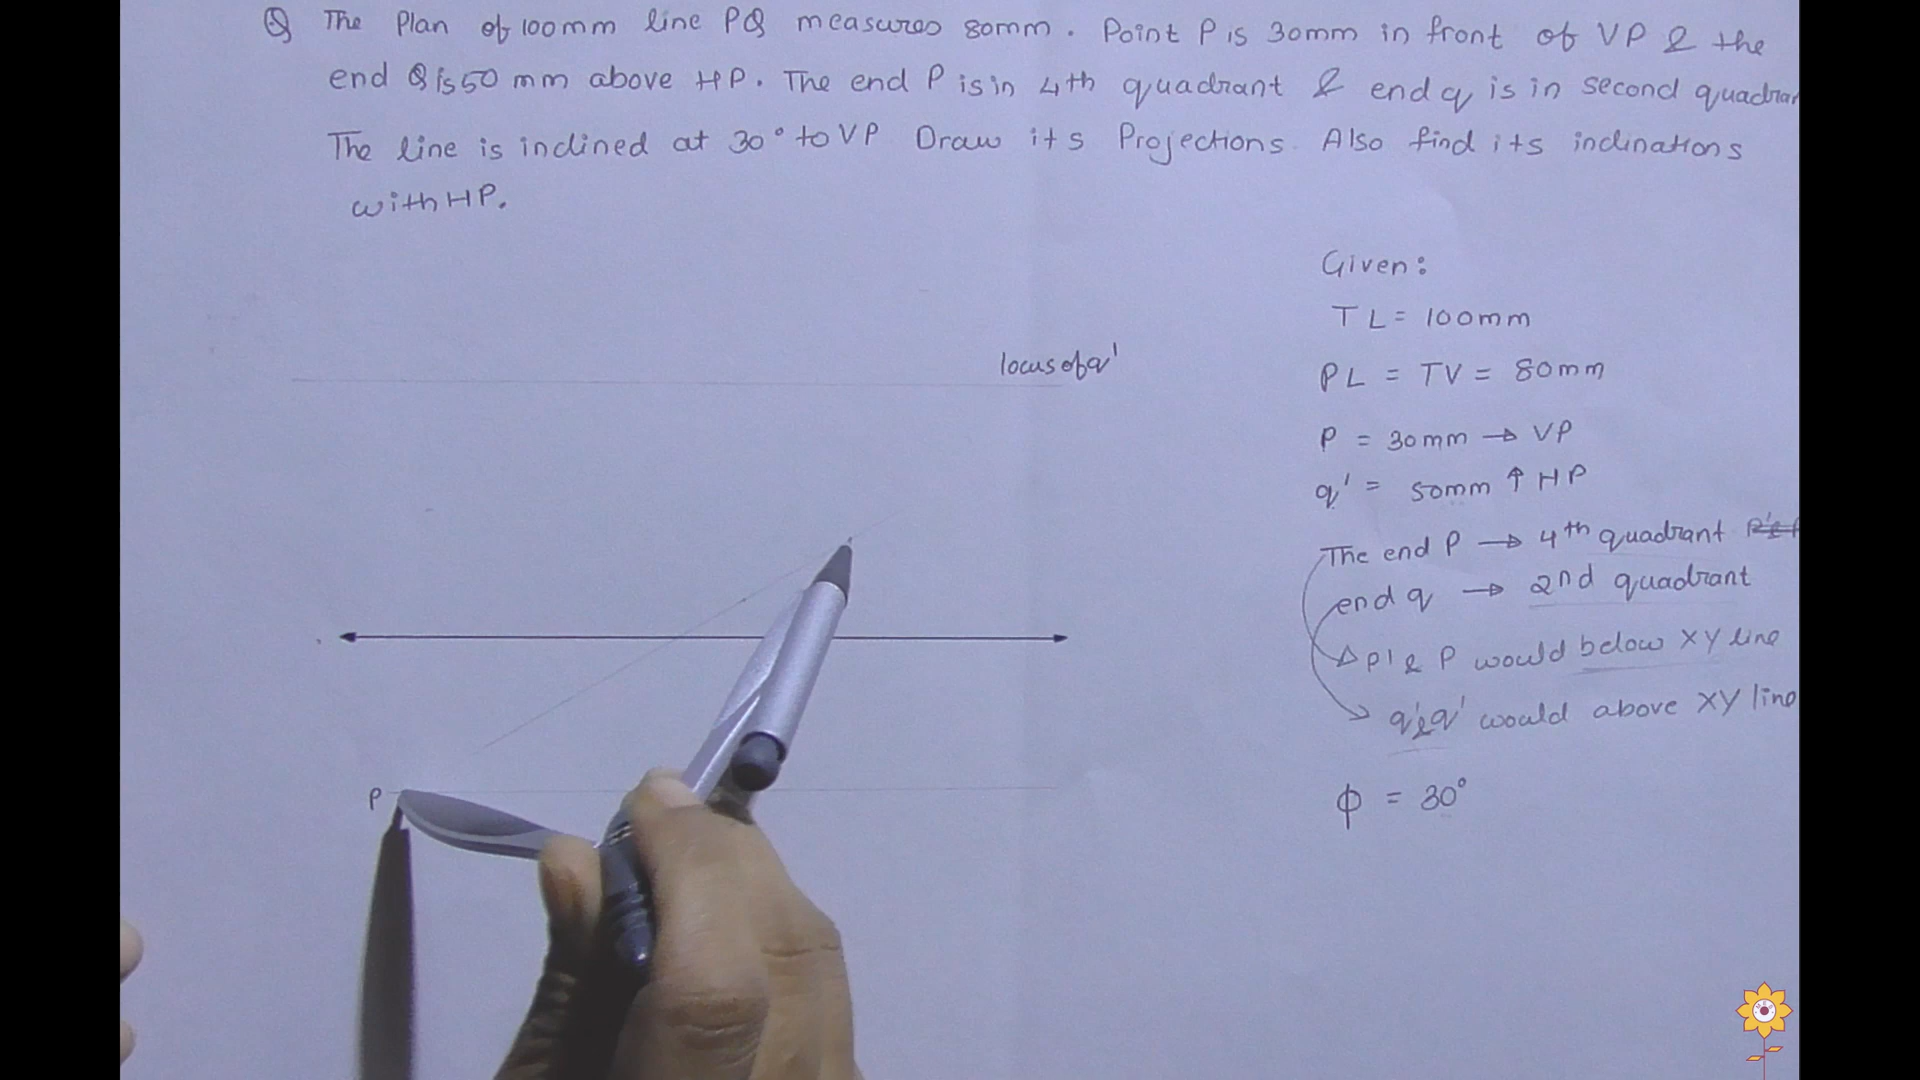 Q The Plan of 100mm line PQ measures 80mm. Point P is 30mm in front of VP & the
end Q is 50 mm above HP. The end P is in 4th quadrant & end q is in second quadran
The line is inclined at 30° to VP Draw its Projections. Also find its inclinations
with HP.
Given:
TL = 100mm
locus of q'
PL = TV = 80mm
P = 30mm → VP
q' = 50mm ↑ HP
The end P → 4th quadrant
end q → 2nd quadrant
p' & P would below XY line
q & q' would above XY line
P
ϕ = 30°